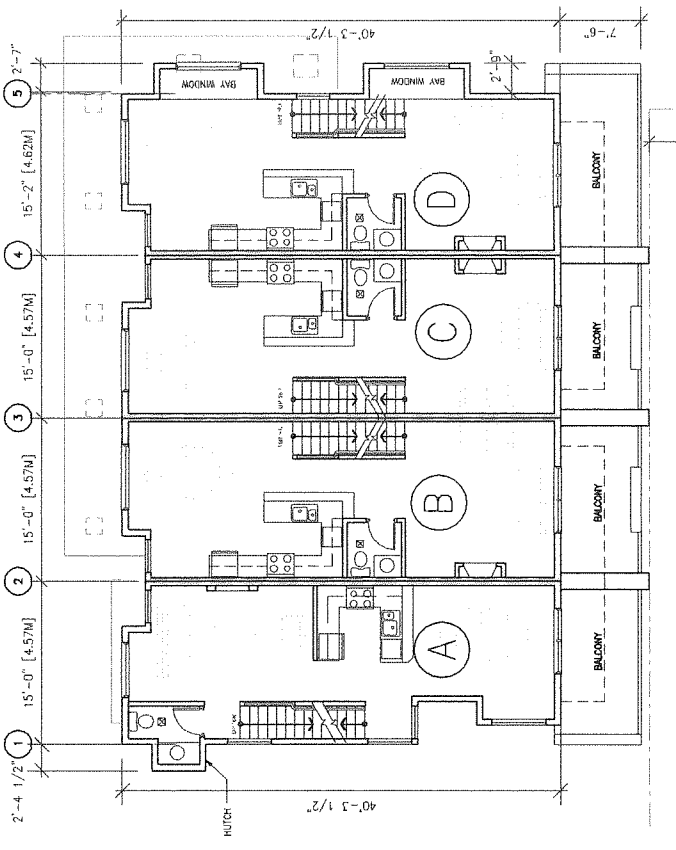 2'-4 1/2"
1
15'-0" [4.57M]
2
15'-0" [4.57M]
3
15'-0" [4.57M]
4
15'-2" [4.62M]
5
2'-7"
BAY WINDOW
BAY WINDOW
2'-9"
HUTCH
40'-3 1/2"
40'-3 1/2"
7'-6"
A
B
C
D
BALCONY
BALCONY
BALCONY
BALCONY